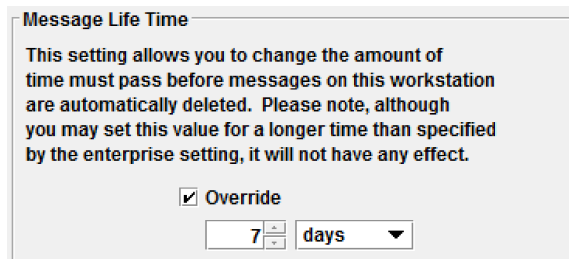 Message Life Time
This setting allows you to change the amount of
time must pass before messages on this workstation
are automatically deleted.  Please note, although
you may set this value for a longer time than specified
by the enterprise setting, it will not have any effect.
Override
7 days